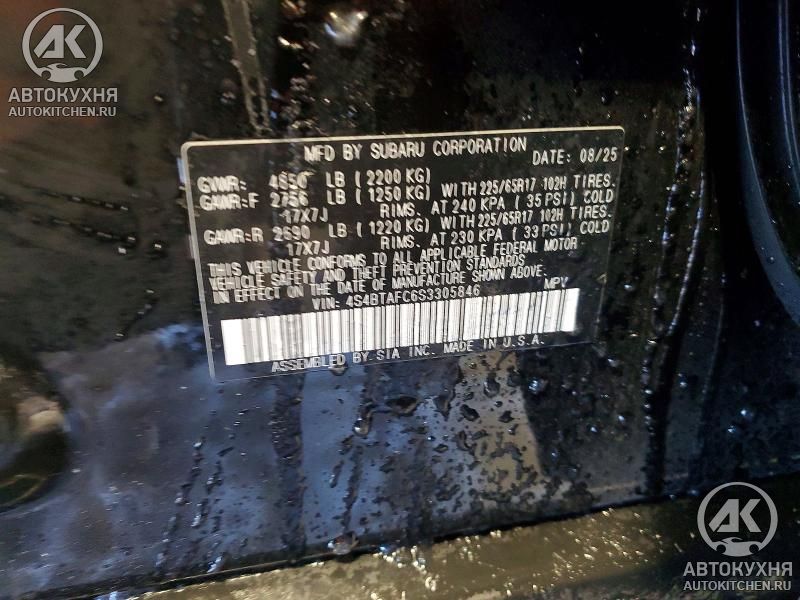 AK
АВТОКУХНЯ
AUTOKITCHEN.RU
MFD BY SUBARU CORPORATION DATE: 08/25
GVWR: 4850 LB (2200 KG)
GAWR:F 2756 LB (1250 KG) WITH 225/65R17 102H TIRES.
17X7J RIMS. AT 240 KPA (35 PSI) COLD
GAWR:R 2690 LB (1220 KG) WITH 225/65R17 102H TIRES.
17X7J RIMS. AT 230 KPA (33 PSI) COLD
THIS VEHICLE CONFORMS TO ALL APPLICABLE FEDERAL MOTOR
VEHICLE SAFETY, BUMPER, AND THEFT PREVENTION STANDARDS
IN EFFECT ON THE DATE OF MANUFACTURE SHOWN ABOVE.
VIN: 4S4BTAFC6S3305846 MPV
ASSEMBLED BY SIA INC. MADE IN U.S.A.
AK
АВТОКУХНЯ
AUTOKITCHEN.RU